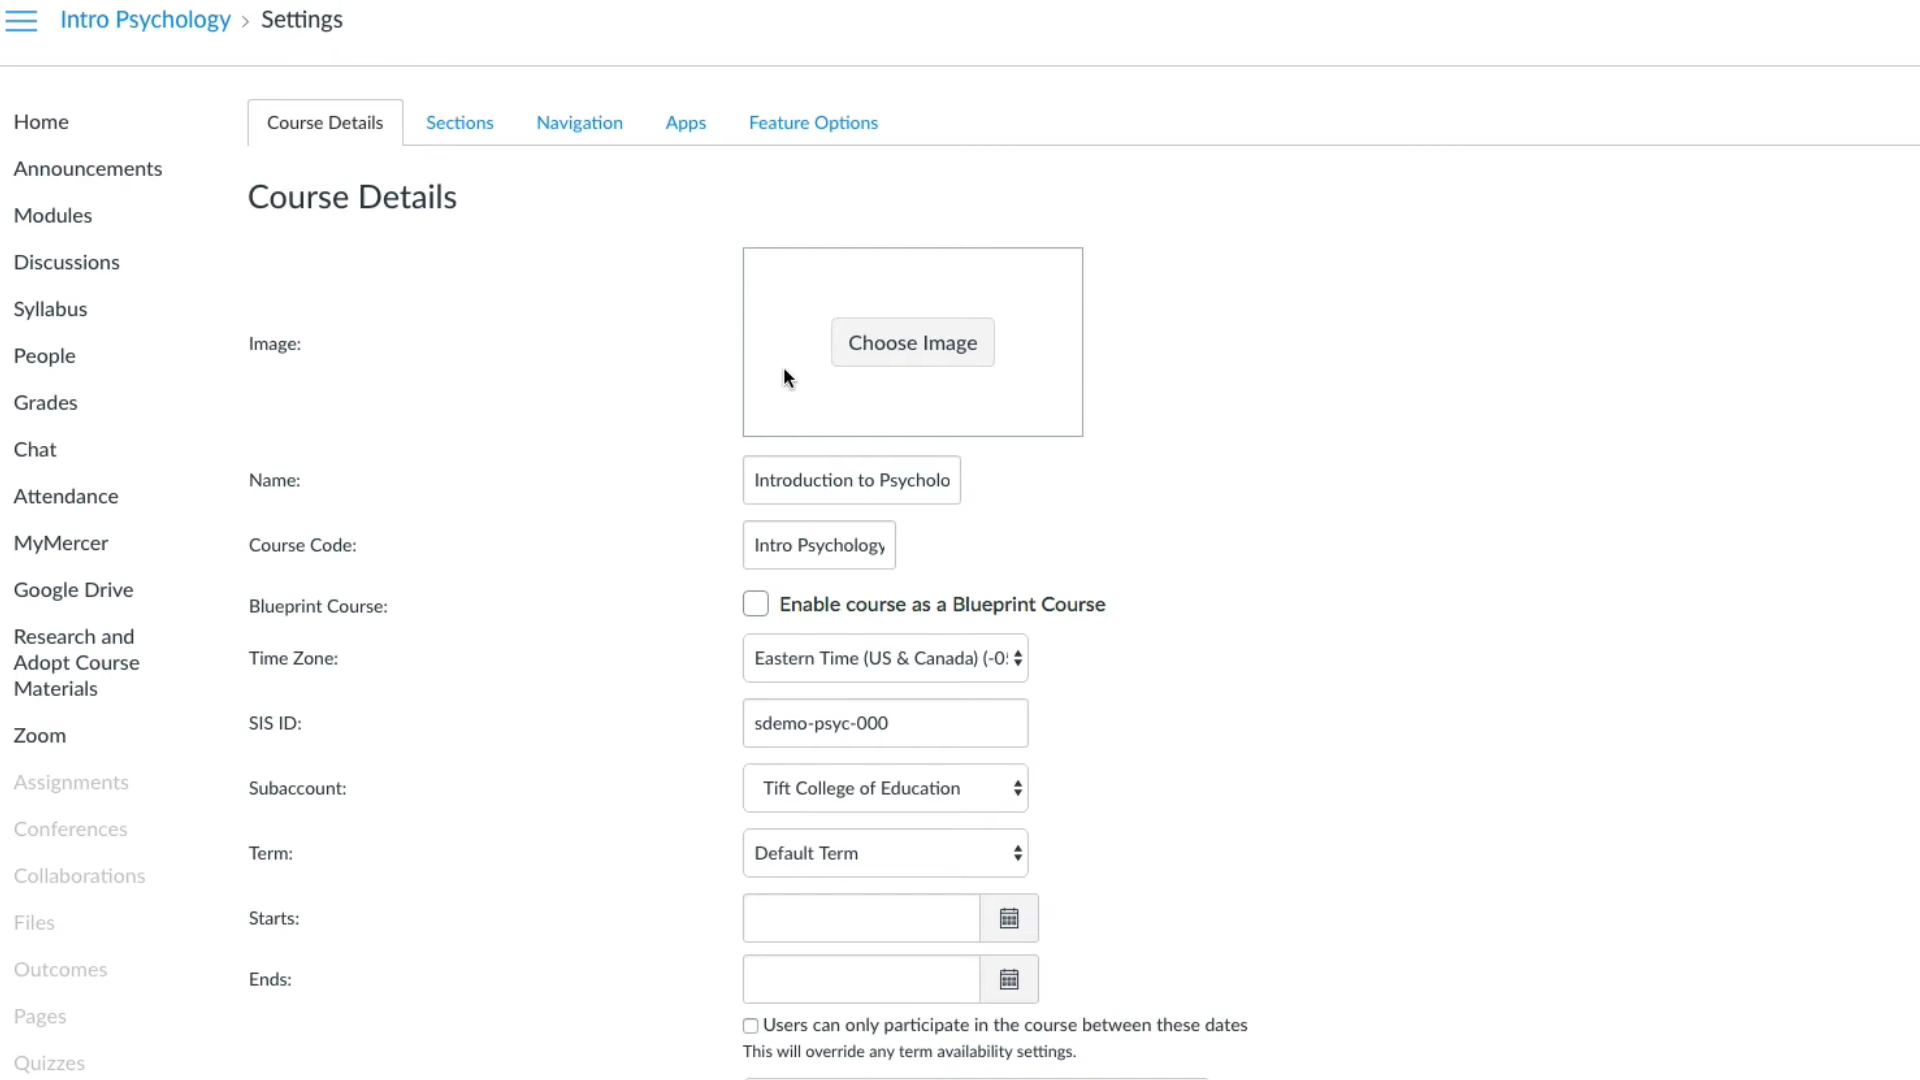 Intro Psychology › Settings
Home
Announcements
Modules
Discussions
Syllabus
People
Grades
Chat
Attendance
MyMercer
Google Drive
Research and
Adopt Course
Materials
Zoom
Assignments
Conferences
Collaborations
Files
Outcomes
Pages
Quizzes
Course Details Sections Navigation Apps Feature Options
Course Details
Image: Choose Image
Name: Introduction to Psycholo
Course Code: Intro Psychology
Blueprint Course: Enable course as a Blueprint Course
Time Zone: Eastern Time (US & Canada) (-0
SIS ID: sdemo-psyc-000
Subaccount: Tift College of Education
Term: Default Term
Starts:
Ends:
Users can only participate in the course between these dates
This will override any term availability settings.